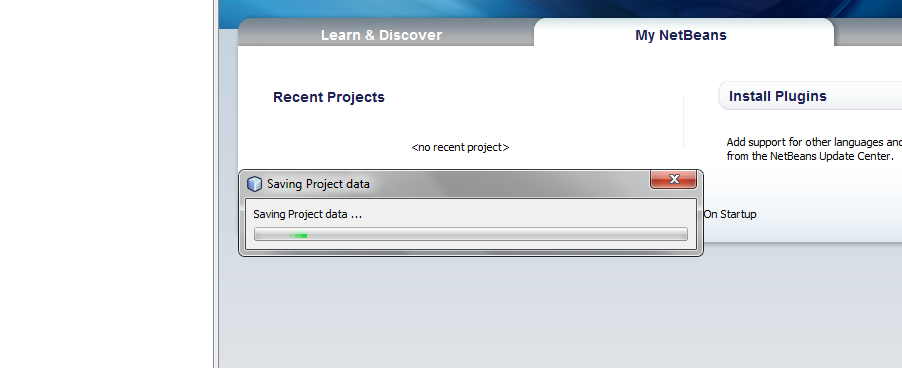 Learn & Discover
My NetBeans
Recent Projects
Install Plugins
<no recent project>
Add support for other languages and
from the NetBeans Update Center.
Saving Project data
Saving Project data ...
On Startup